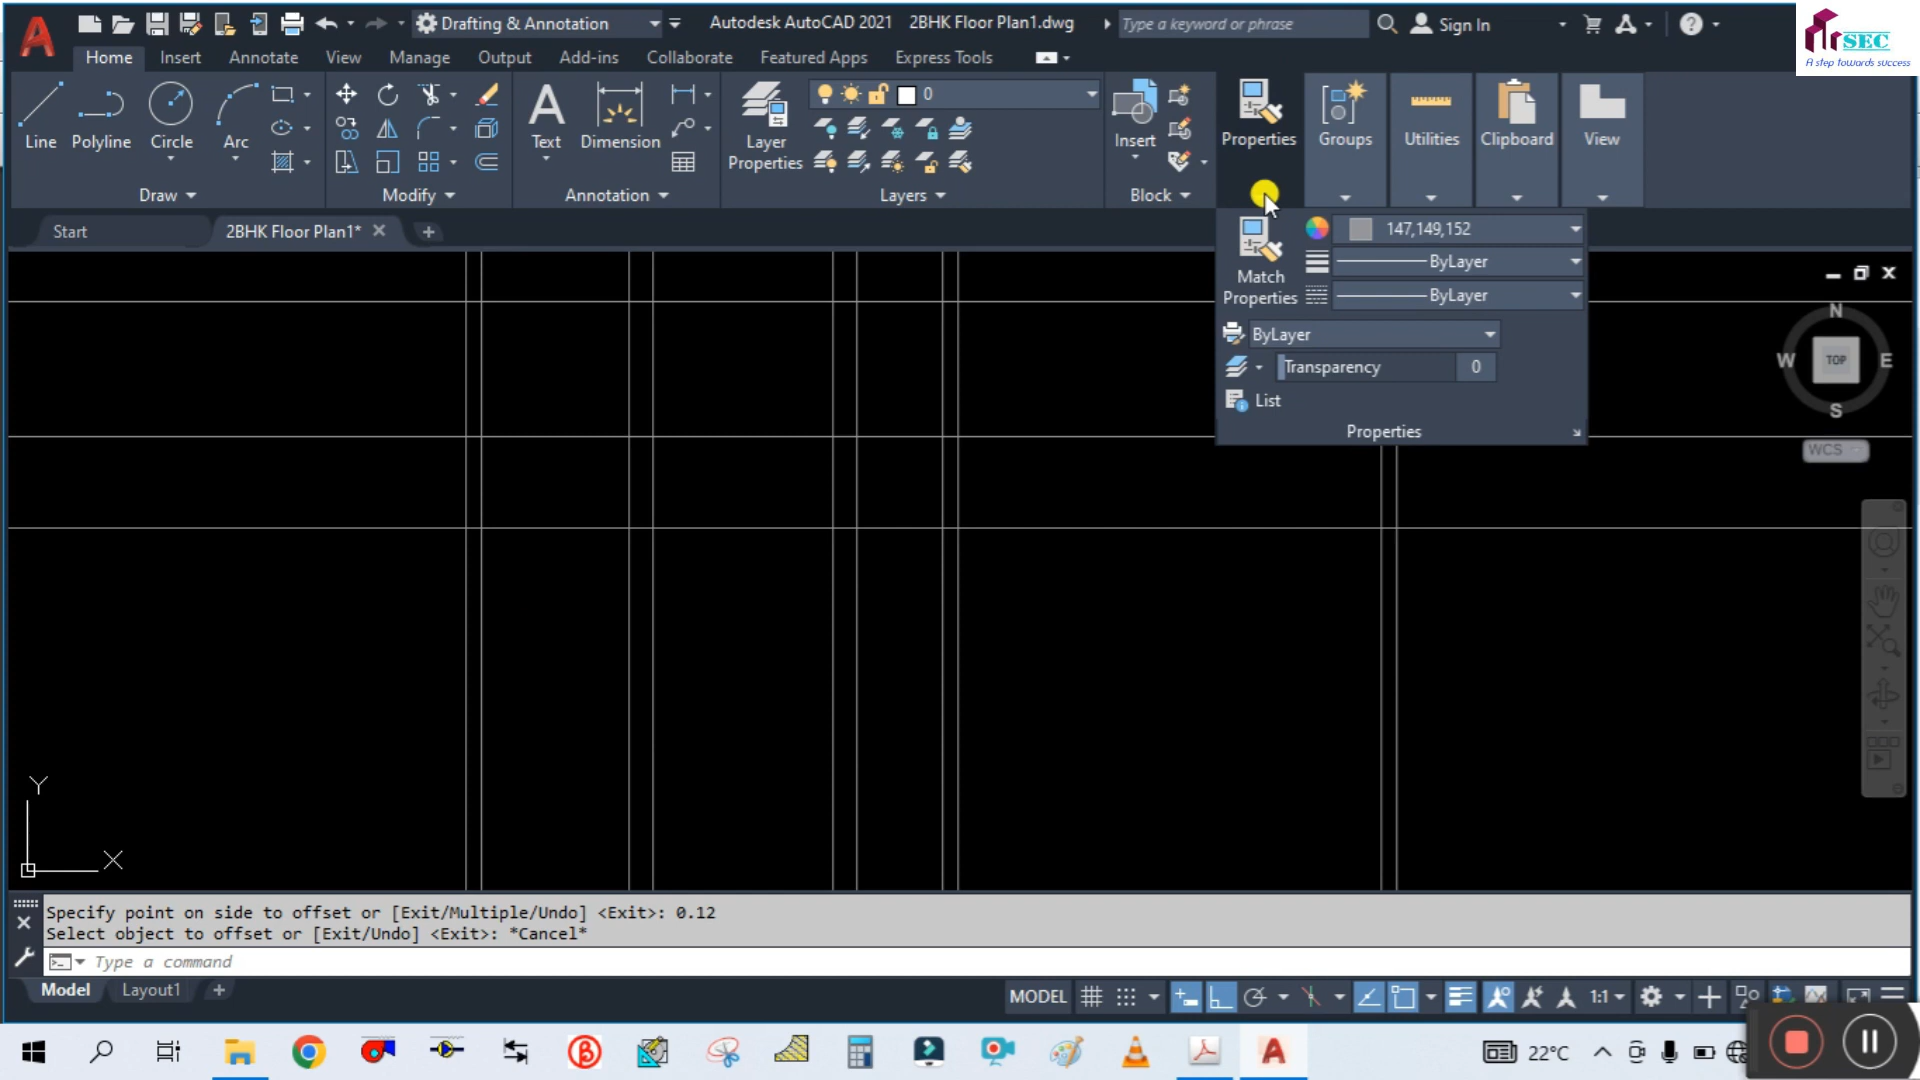 Drafting & Annotation
Autodesk AutoCAD 2021 2BHK Floor Plan1.dwg
Type a keyword or phrase
Sign In
SEC
A step towards success
Home Insert Annotate View Manage Output Add-ins Collaborate Featured Apps Express Tools
0
Line Polyline Circle Arc
Text Dimension
Layer
Properties
Insert
Properties Groups Utilities Clipboard View
Draw Modify Annotation Layers Block
Start 2BHK Floor Plan1*
147,149,152
ByLayer
ByLayer
Match
Properties
ByLayer
Transparency 0
List
Properties
N
W TOP E
S
WCS
Y
X
Specify point on side to offset or [Exit/Multiple/Undo] <Exit>: 0.12
Select object to offset or [Exit/Undo] <Exit>: *Cancel*
Type a command
Model Layout1
MODEL 1:1
22°C